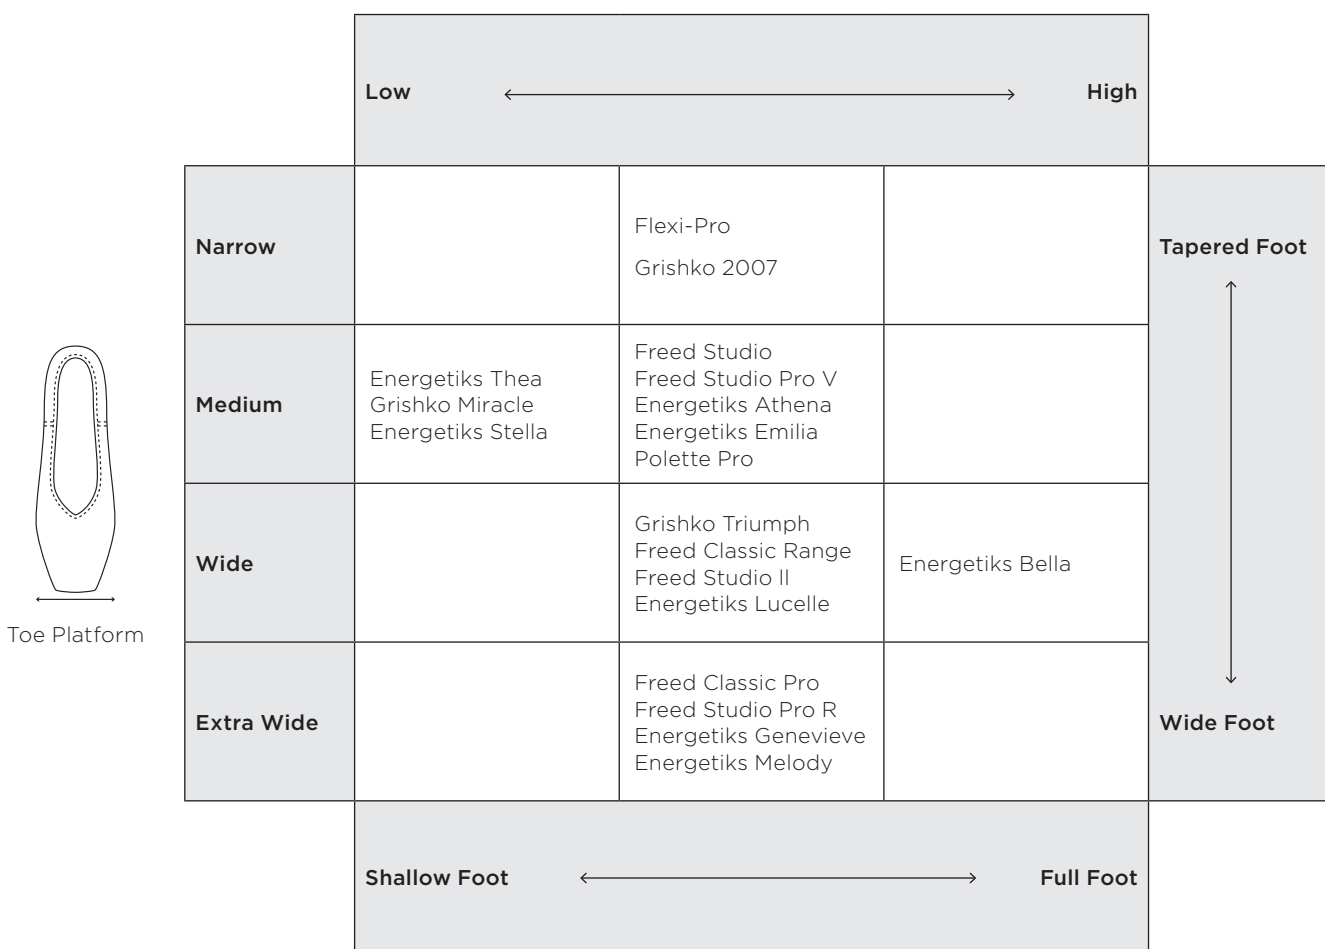 Low
High
Narrow
Flexi-Pro
Grishko 2007
Tapered Foot
Medium
Energetiks Thea
Grishko Miracle
Energetiks Stella
Freed Studio
Freed Studio Pro V
Energetiks Athena
Energetiks Emilia
Polette Pro
Toe Platform
Wide
Grishko Triumph
Freed Classic Range
Freed Studio ll
Energetiks Lucelle
Energetiks Bella
Extra Wide
Freed Classic Pro
Freed Studio Pro R
Energetiks Genevieve
Energetiks Melody
Wide Foot
Shallow Foot
Full Foot